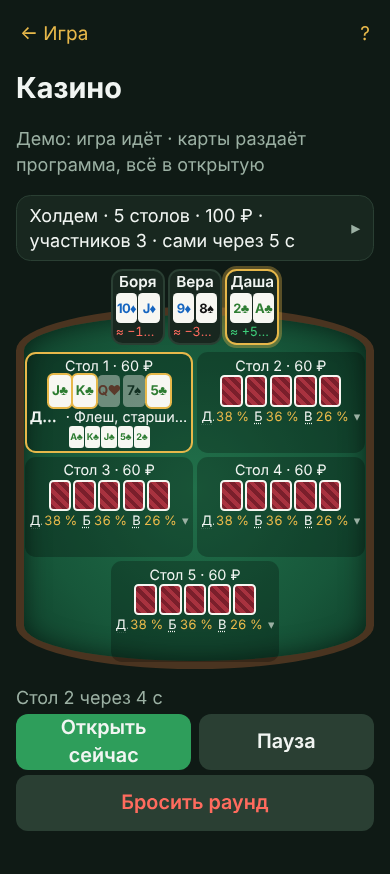 ← Игра ?
Казино
Демо: игра идёт · карты раздаёт
программа, всё в открытую
Холдем · 5 столов · 100 ₽ ·
участников 3 · сами через 5 с ▸
Боря Вера Даша
10♦ J♦ 9♦ 8♠ 2♣ A♣
≈ −1… ≈ −3… ≈ +5…
Стол 1 · 60 ₽ Стол 2 · 60 ₽
J♣ K♣ Q♥ 7♠ 5♣
Д… · Флеш, старши… Д. 38 % Б 36 % В 26 % ▾
A♣ K♣ J♣ 5♣ 2♣
Стол 3 · 60 ₽ Стол 4 · 60 ₽
Д. 38 % Б 36 % В 26 % ▾ Д. 38 % Б 36 % В 26 % ▾
Стол 5 · 60 ₽
Д. 38 % Б 36 % В 26 % ▾
Стол 2 через 4 с
Открыть
сейчас
Пауза
Бросить раунд